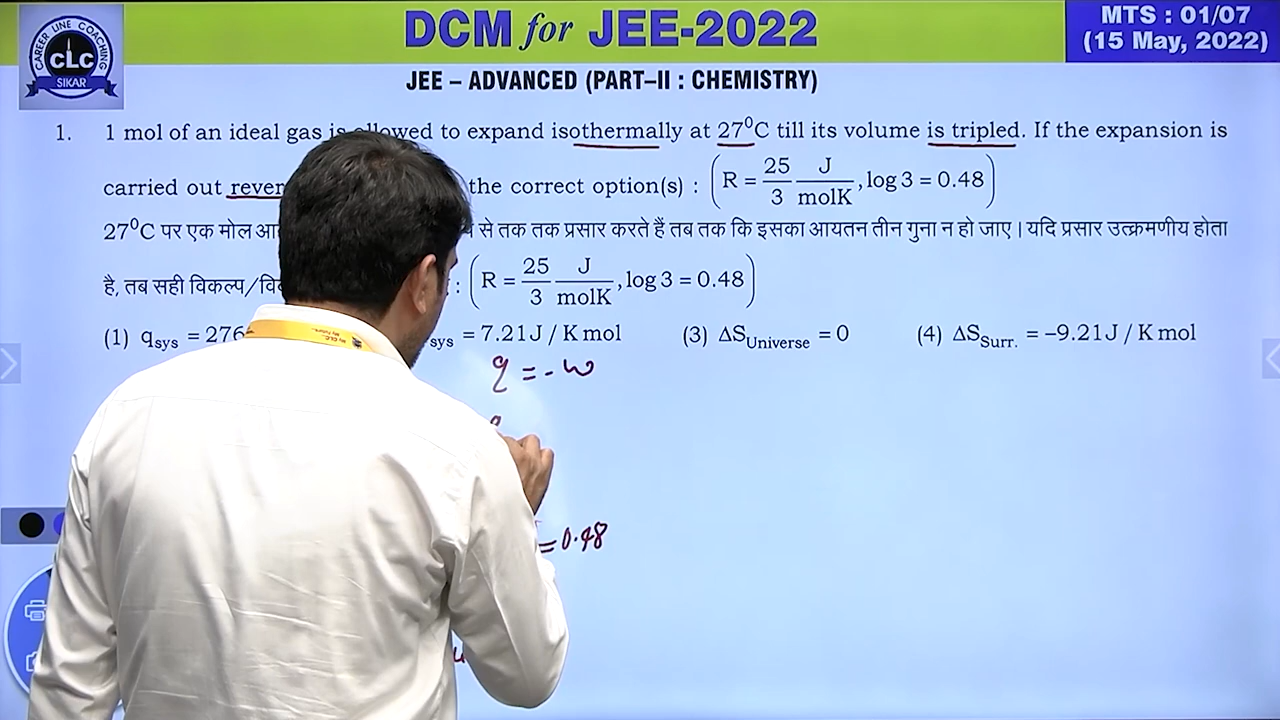 DCM for JEE-2022
MTS : 01/07
(15 May, 2022)
CAREER LINE COACHING
CLC
SIKAR
JEE – ADVANCED (PART–II : CHEMISTRY)
1. 1 mol of an ideal gas is allowed to expand isothermally at 27⁰C till its volume is tripled. If the expansion is
carried out the correct option(s) : (R = 25/3 J/molK, log 3 = 0.48)
27⁰C पर एक मोल से तक तक प्रसार करते हैं तब तक कि इसका आयतन तीन गुना न हो जाए। यदि प्रसार उत्क्रमणीय होता
है, तब सही विकल्प : (R = 25/3 J/molK, log 3 = 0.48)
(1) q_sys = 276 sys = 7.21 J / K mol (3) ΔS_Universe = 0 (4) ΔS_Surr. = –9.21 J / K mol
q = - w
= 0.48